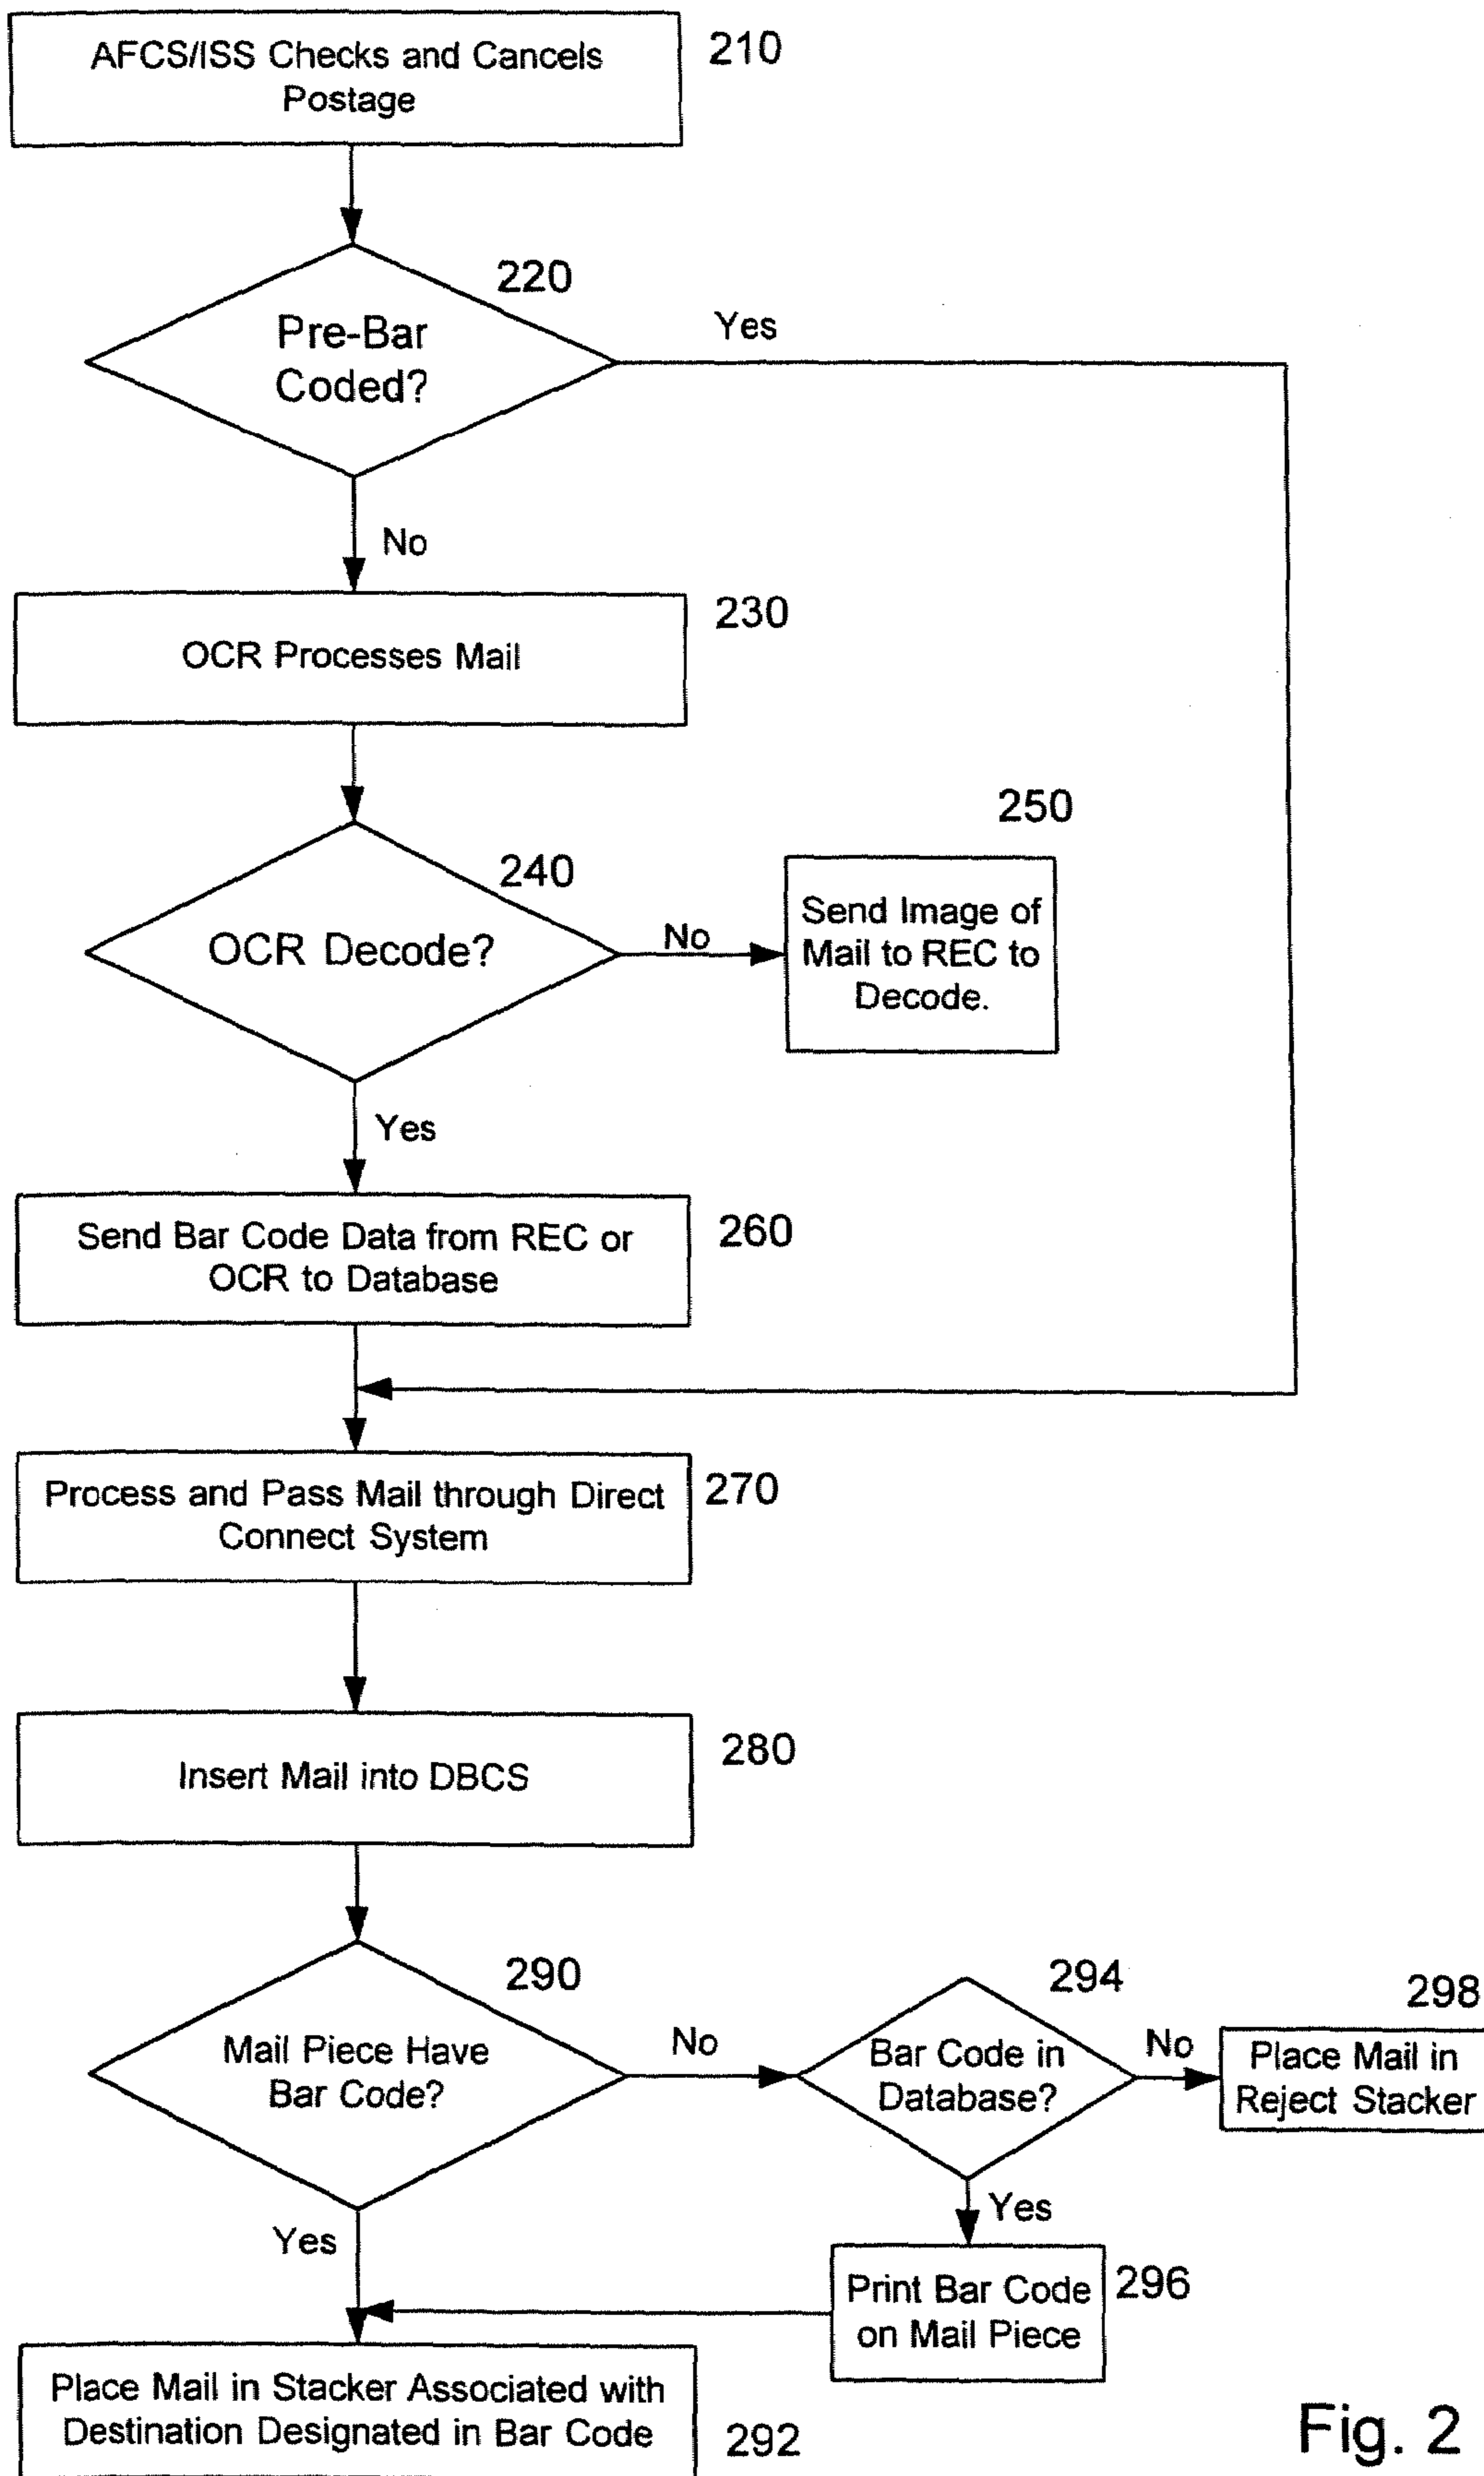 AFCS/ISS Checks and Cancels
Postage
210
220
Pre-Bar
Coded?
Yes
No
230
OCR Processes Mail
250
240
OCR Decode?
No
Send Image of
Mail to REC to
Decode.
Yes
Send Bar Code Data from REC or
OCR to Database
260
Process and Pass Mail through Direct
Connect System
270
Insert Mail into DBCS
280
290
Mail Piece Have
Bar Code?
No
294
Bar Code in
Database?
No
298
Place Mail in
Reject Stacker
Yes
Yes
Print Bar Code
on Mail Piece
296
Place Mail in Stacker Associated with
Destination Designated in Bar Code
292
Fig. 2